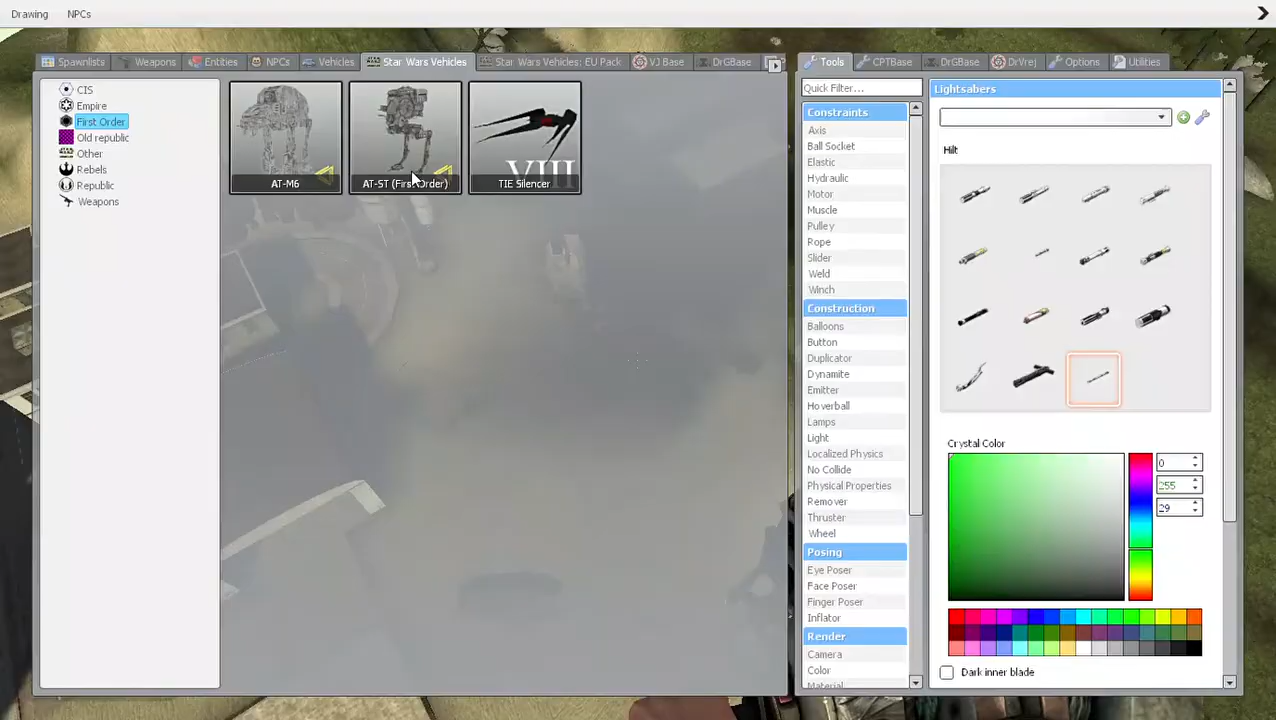 Drawing NPCs
Spawnlists Weapons Entities NPCs Vehicles Star Wars Vehicles Star Wars Vehicles: EU Pack VJ Base DrGBase
CIS
Empire
First Order
Old republic
Other
Rebels
Republic
Weapons
AT-M6
AT-ST (First Order)
VIII
TIE Silencer
Tools CPTBase DrGBase DrVrej Options Utilities
Quick Filter...
Constraints
Axis
Ball Socket
Elastic
Hydraulic
Motor
Muscle
Pulley
Rope
Slider
Weld
Winch
Construction
Balloons
Button
Duplicator
Dynamite
Emitter
Hoverball
Lamps
Light
Localized Physics
No Collide
Physical Properties
Remover
Thruster
Wheel
Posing
Eye Poser
Face Poser
Finger Poser
Inflator
Render
Camera
Color
Material
Lightsabers
Hilt
Crystal Color
0
255
29
Dark inner blade